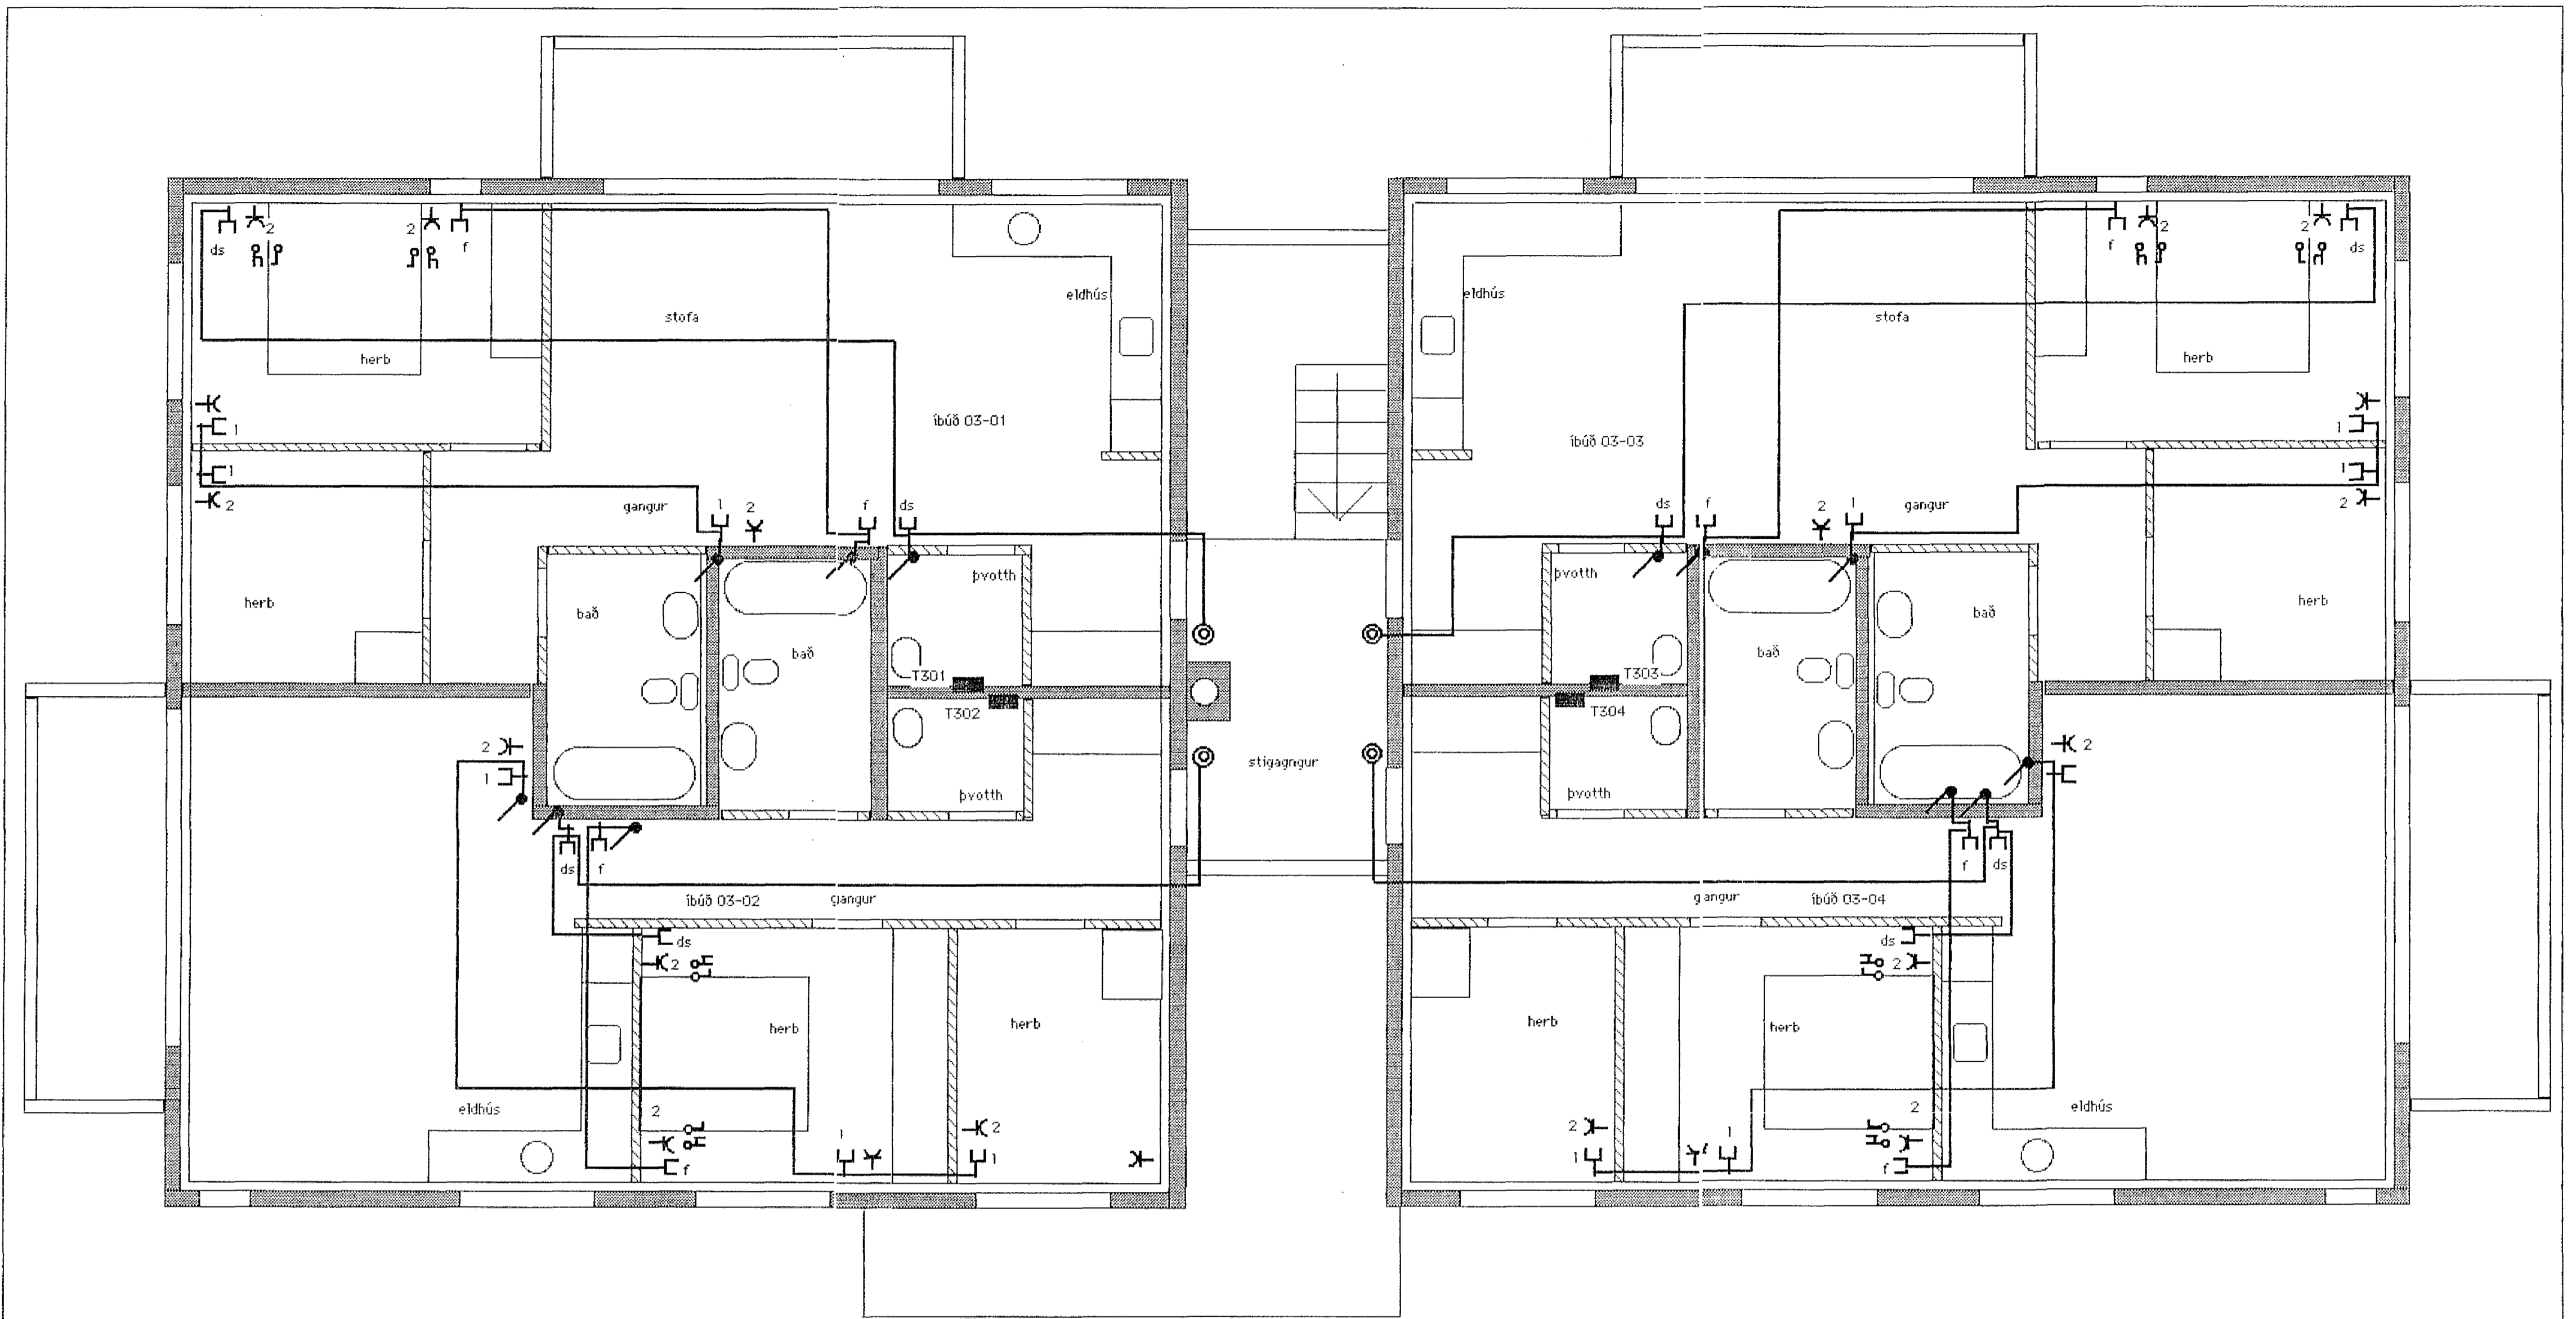 2 2 2 2
ds f f ds
eldhús eldhús
stofa stofa
herb herb
íbúð 03-01
1 1
íbúð 03-03
1 1
2 2
gangur 1 2 f ds ds f 2 1 gangur
þvotth þvotth
herb herb
bað bað
bað bað
T301 T303
T302 T304
2 2
1
stigagngur
þvotth þvotth
ds f f ds
íbúð 03-02 gangur gangur íbúð 03-04
ds ds
2 2
herb herb herb herb
eldhús 2 2 eldhús
2 2
1 1
f 1 1 f